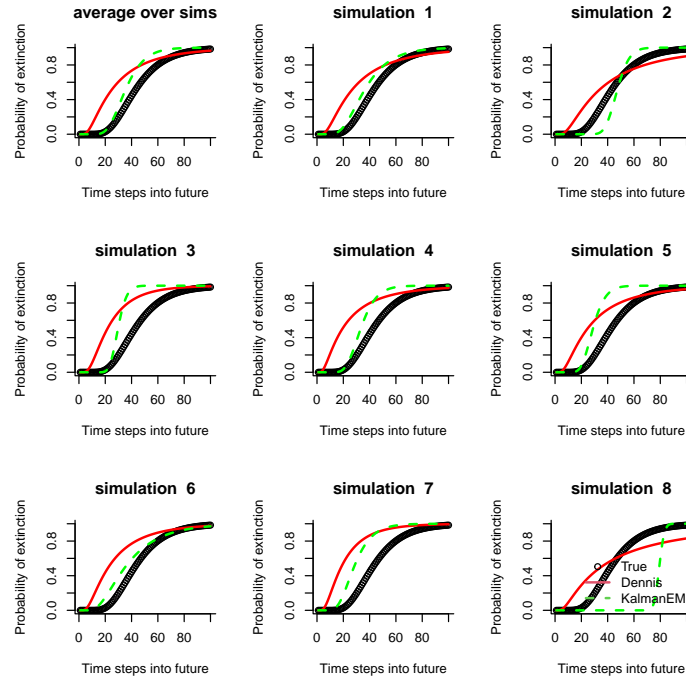 average over sims
Probability of extinction
0.0 0.4 0.8
0 20 40 60 80
Time steps into future
simulation 1
Probability of extinction
0.0 0.4 0.8
0 20 40 60 80
Time steps into future
simulation 2
Probability of extinction
0.0 0.4 0.8
0 20 40 60 80
Time steps into future
simulation 3
Probability of extinction
0.0 0.4 0.8
0 20 40 60 80
Time steps into future
simulation 4
Probability of extinction
0.0 0.4 0.8
0 20 40 60 80
Time steps into future
simulation 5
Probability of extinction
0.0 0.4 0.8
0 20 40 60 80
Time steps into future
simulation 6
Probability of extinction
0.0 0.4 0.8
0 20 40 60 80
Time steps into future
simulation 7
Probability of extinction
0.0 0.4 0.8
0 20 40 60 80
Time steps into future
simulation 8
Probability of extinction
0.0 0.4 0.8
True
Dennis
KalmanEM
0 20 40 60 80
Time steps into future